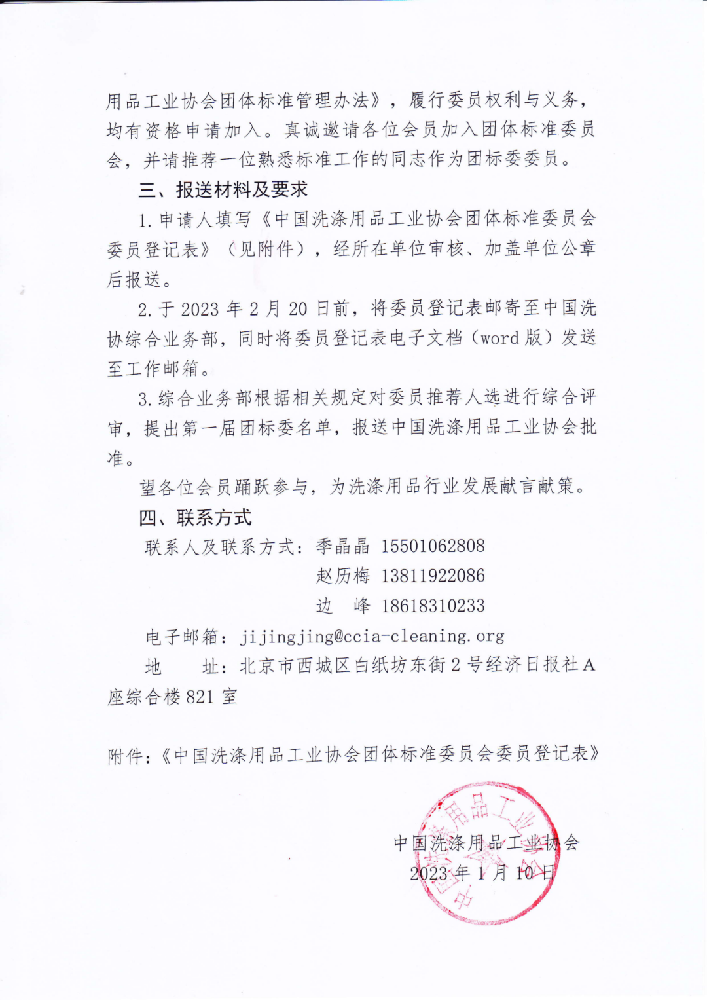 用品工业协会团体标准管理办法》，履行委员权利与义务，
均有资格申请加入。真诚邀请各位会员加入团体标准委员
会，并请推荐一位熟悉标准工作的同志作为团标委委员。
三、报送材料及要求
1.申请人填写《中国洗涤用品工业协会团体标准委员会
委员登记表》（见附件），经所在单位审核、加盖单位公章
后报送。
2.于 2023 年 2 月 20 日前，将委员登记表邮寄至中国洗
协综合业务部，同时将委员登记表电子文档（word 版）发送
至工作邮箱。
3.综合业务部根据相关规定对委员推荐人选进行综合评
审，提出第一届团标委名单，报送中国洗涤用品工业协会批
准。
望各位会员踊跃参与，为洗涤用品行业发展献言献策。
四、联系方式
联系人及联系方式：季晶晶 15501062808
赵历梅 13811922086
边 峰 18618310233
电子邮箱：jijingjing@ccia-cleaning.org
地 址：北京市西城区白纸坊东街 2 号经济日报社 A
座综合楼 821 室
附件：《中国洗涤用品工业协会团体标准委员会委员登记表》
中国洗涤用品工业协会
中国洗涤用品工业协会
2023 年 1 月 10 日